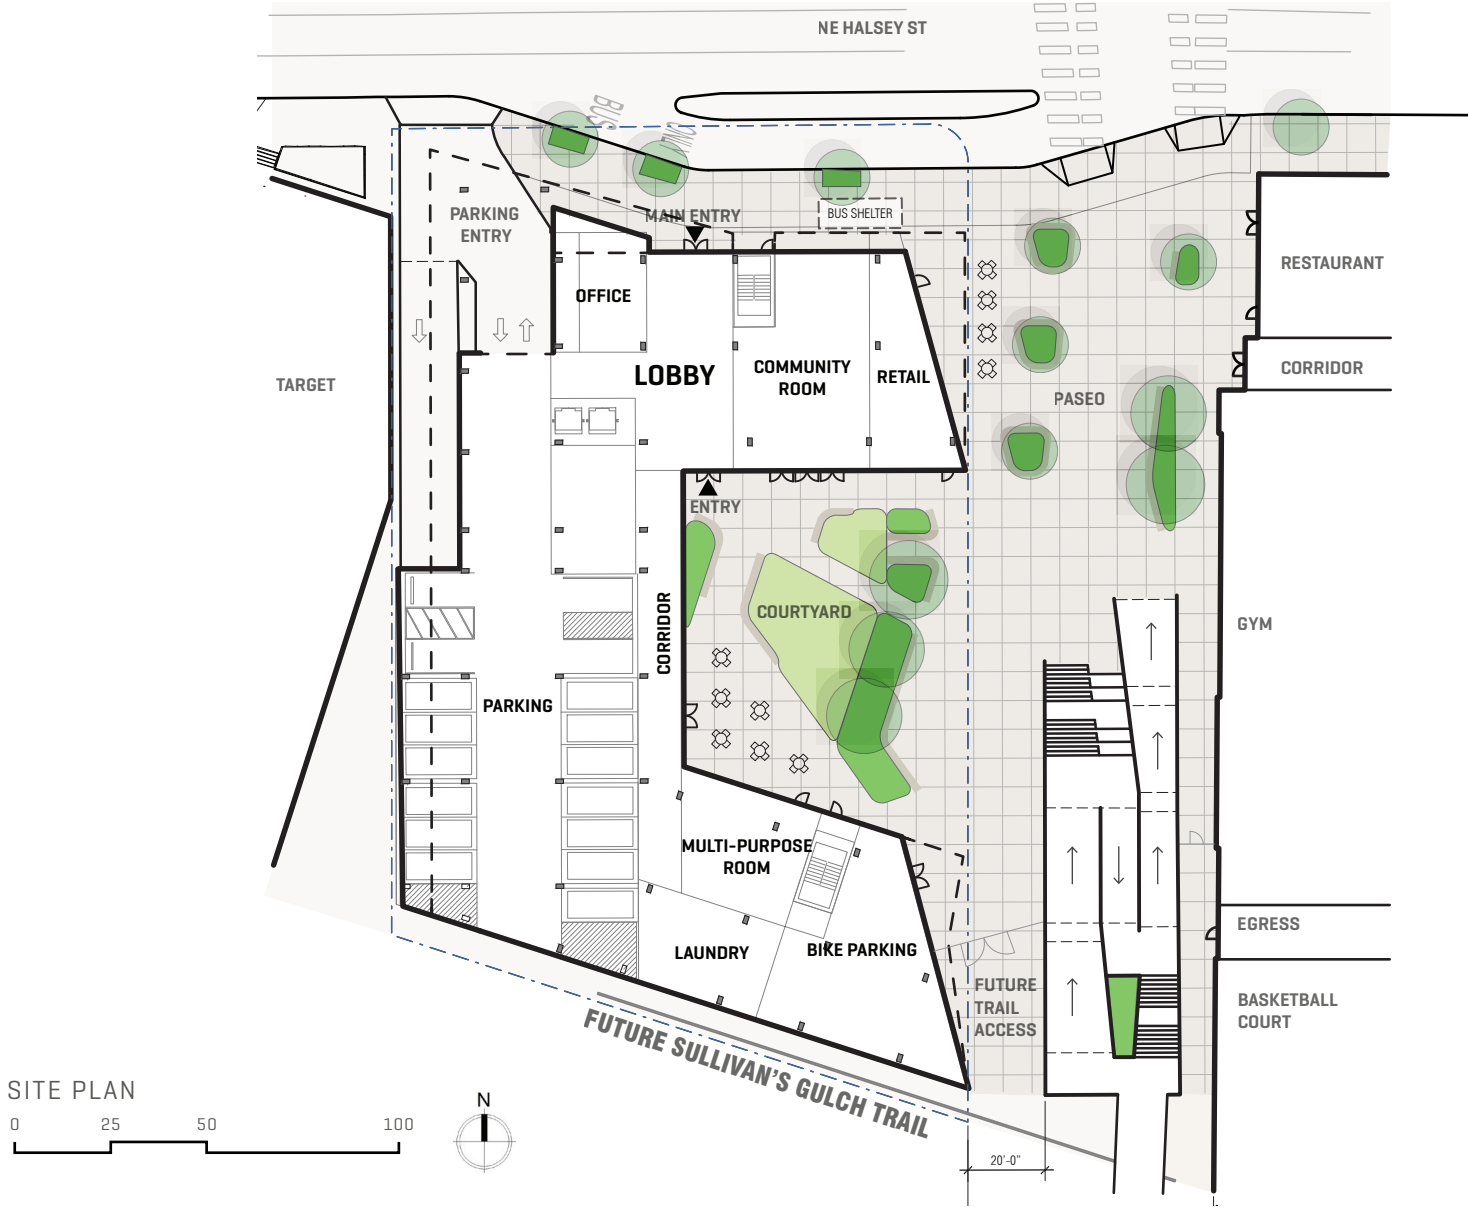 NE HALSEY ST
BUS
ONLY
PARKING
ENTRY
MAIN ENTRY
BUS SHELTER
RESTAURANT
OFFICE
LOBBY
COMMUNITY
ROOM
RETAIL
CORRIDOR
TARGET
PASEO
ENTRY
COURTYARD
CORRIDOR
GYM
PARKING
MULTI-PURPOSE
ROOM
LAUNDRY
BIKE PARKING
EGRESS
FUTURE
TRAIL
ACCESS
BASKETBALL
COURT
FUTURE SULLIVAN'S GULCH TRAIL
SITE PLAN
0 25 50 100
N
20'-0"